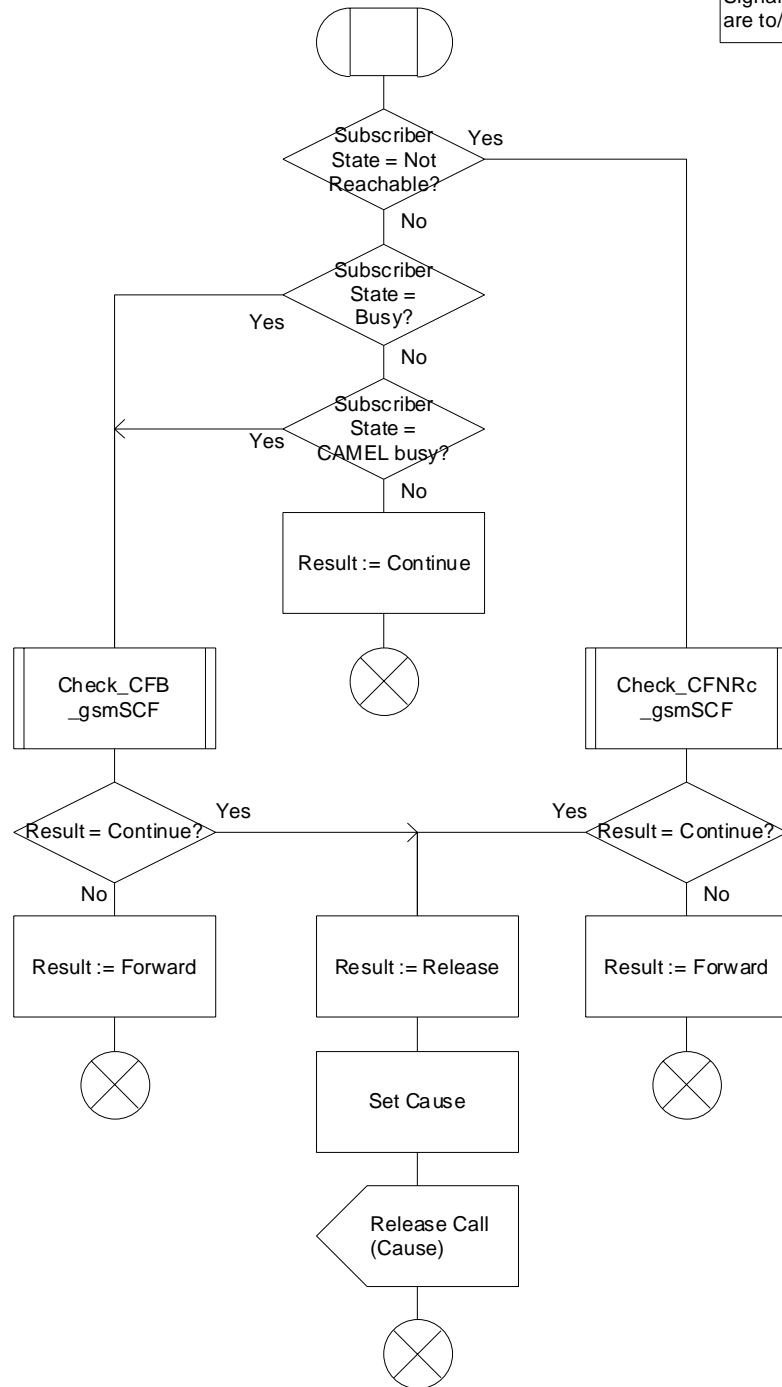 are to/
Subscriber
State = Not
Reachable?
Yes
No
Subscriber
State =
Busy?
Yes
No
Subscriber
State =
CAMEL busy?
Yes
No
Result := Continue
Check_CFB
_gsmSCF
Check_CFNRc
_gsmSCF
Result = Continue?
Yes
Yes
Result = Continue?
No
No
Result := Forward
Result := Release
Result := Forward
Set Cause
Release Call
(Cause)